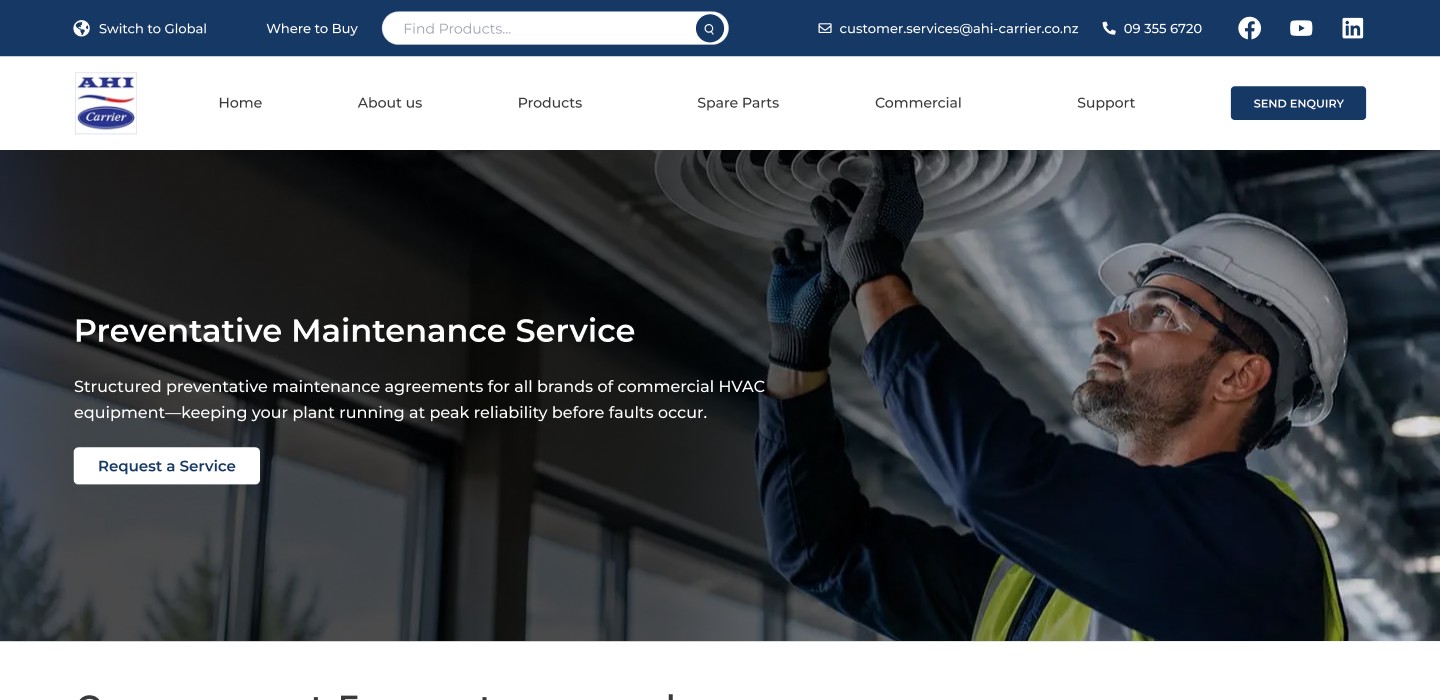 Switch to Global
Where to Buy
Find Products...
customer.services@ahi-carrier.co.nz
09 355 6720
AHI
Carrier
Home
About us
Products
Spare Parts
Commercial
Support
SEND ENQUIRY
Preventative Maintenance Service
Structured preventative maintenance agreements for all brands of commercial HVAC
equipment—keeping your plant running at peak reliability before faults occur.
Request a Service